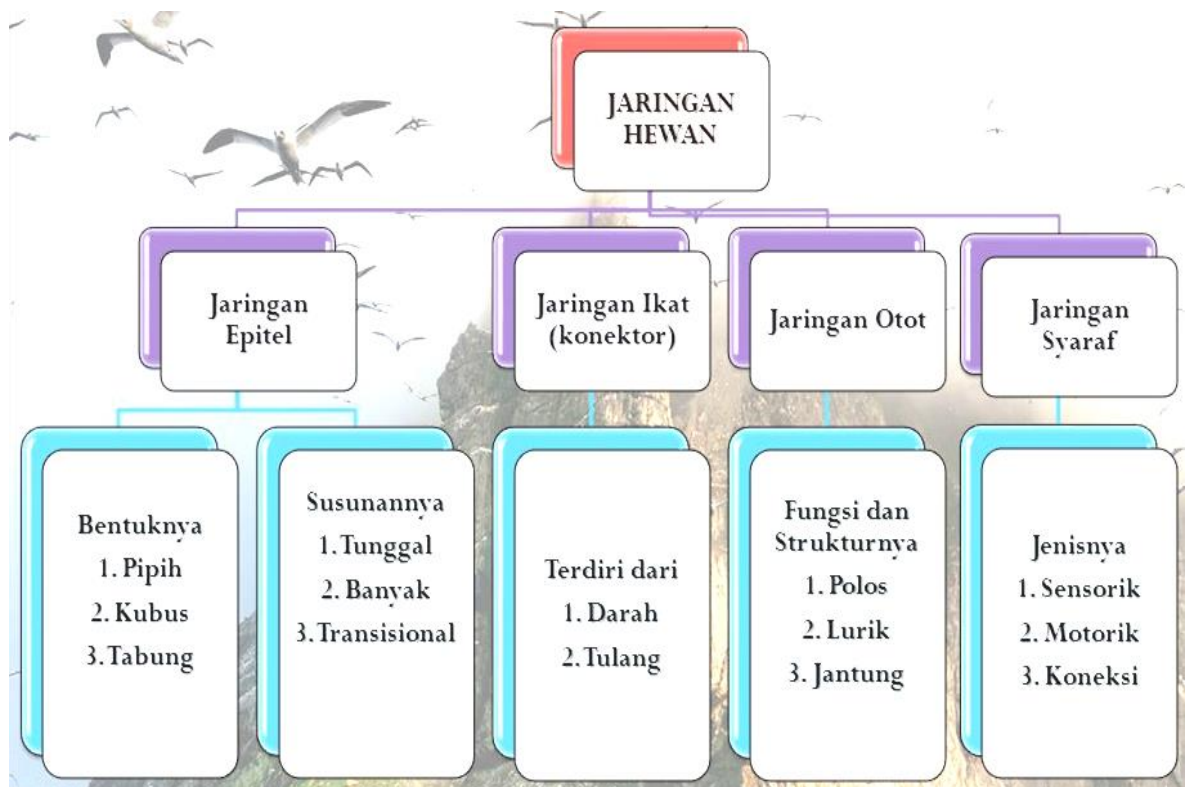 JARINGAN
HEWAN
Jaringan
Epitel
Jaringan Ikat
(konektor)
Jaringan Otot
Jaringan
Syaraf
Bentuknya
1. Pipih
2. Kubus
3. Tabung
Susunannya
1. Tunggal
2. Banyak
3. Transisional
Terdiri dari
1. Darah
2. Tulang
Fungsi dan
Strukturnya
1. Polos
2. Lurik
3. Jantung
Jenisnya
1. Sensorik
2. Motorik
3. Koneksi